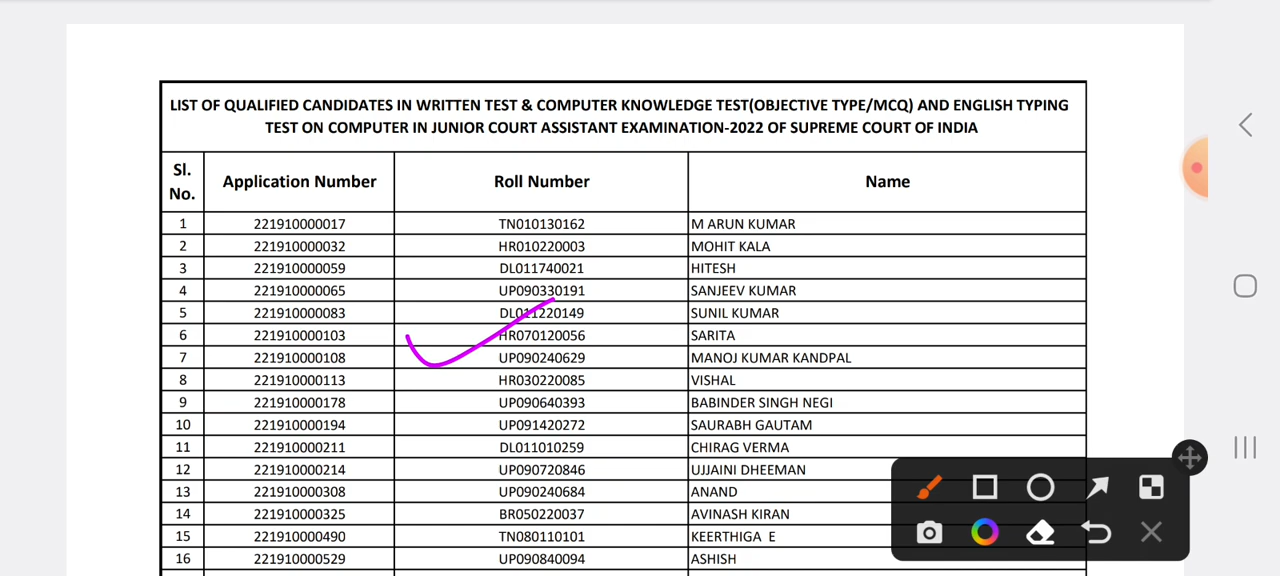 LIST OF QUALIFIED CANDIDATES IN WRITTEN TEST & COMPUTER KNOWLEDGE TEST(OBJECTIVE TYPE/MCQ) AND ENGLISH TYPING
TEST ON COMPUTER IN JUNIOR COURT ASSISTANT EXAMINATION-2022 OF SUPREME COURT OF INDIA
Sl. No. Application Number Roll Number Name
1 221910000017 TN010130162 M ARUN KUMAR
2 221910000032 HR010220003 MOHIT KALA
3 221910000059 DL011740021 HITESH
4 221910000065 UP090330191 SANJEEV KUMAR
5 221910000083 DL011220149 SUNIL KUMAR
6 221910000103 HR070120056 SARITA
7 221910000108 UP090240629 MANOJ KUMAR KANDPAL
8 221910000113 HR030220085 VISHAL
9 221910000178 UP090640393 BABINDER SINGH NEGI
10 221910000194 UP091420272 SAURABH GAUTAM
11 221910000211 DL011010259 CHIRAG VERMA
12 221910000214 UP090720846 UJJAINI DHEEMAN
13 221910000308 UP090240684 ANAND
14 221910000325 BR050220037 AVINASH KIRAN
15 221910000490 TN080110101 KEERTHIGA E
16 221910000529 UP090840094 ASHISH